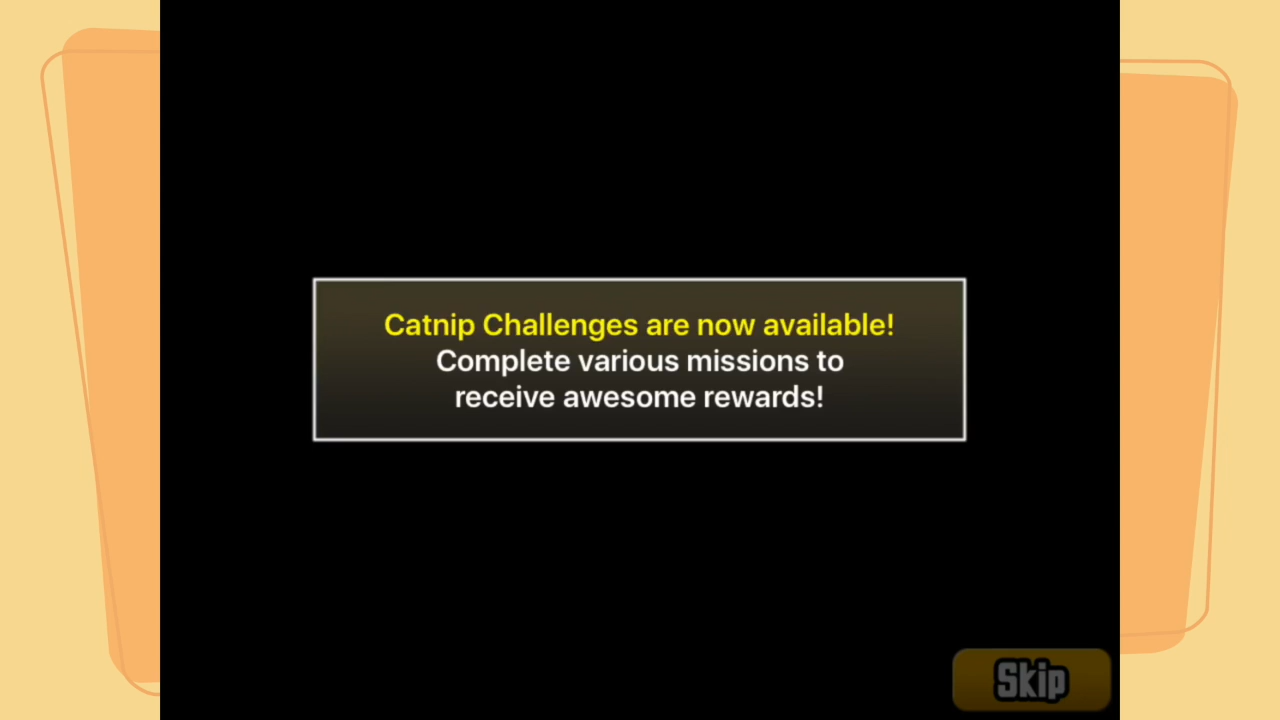 Catnip Challenges are now available!
Complete various missions to
receive awesome rewards!
Skip